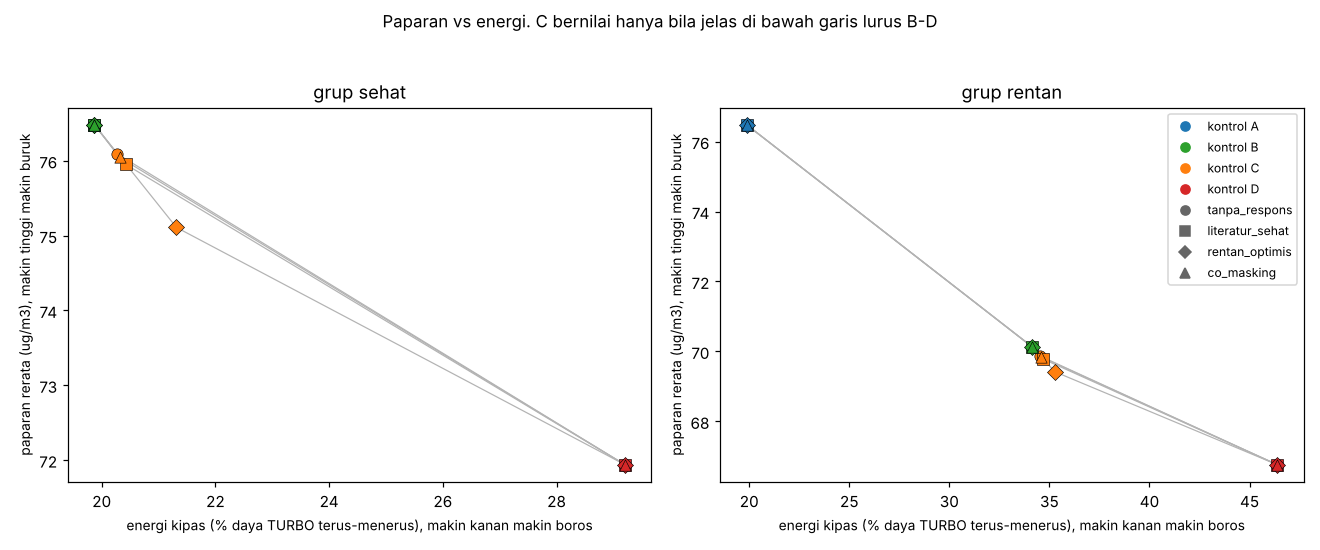 Paparan vs energi. C bernilai hanya bila jelas di bawah garis lurus B-D
grup sehat
paparan rerata (ug/m3), makin tinggi makin buruk
76
75
74
73
72
20
22
24
26
28
energi kipas (% daya TURBO terus-menerus), makin kanan makin boros
grup rentan
paparan rerata (ug/m3), makin tinggi makin buruk
76
74
72
70
68
20
25
30
35
40
45
energi kipas (% daya TURBO terus-menerus), makin kanan makin boros
kontrol A
kontrol B
kontrol C
kontrol D
tanpa_respons
literatur_sehat
rentan_optimis
co_masking